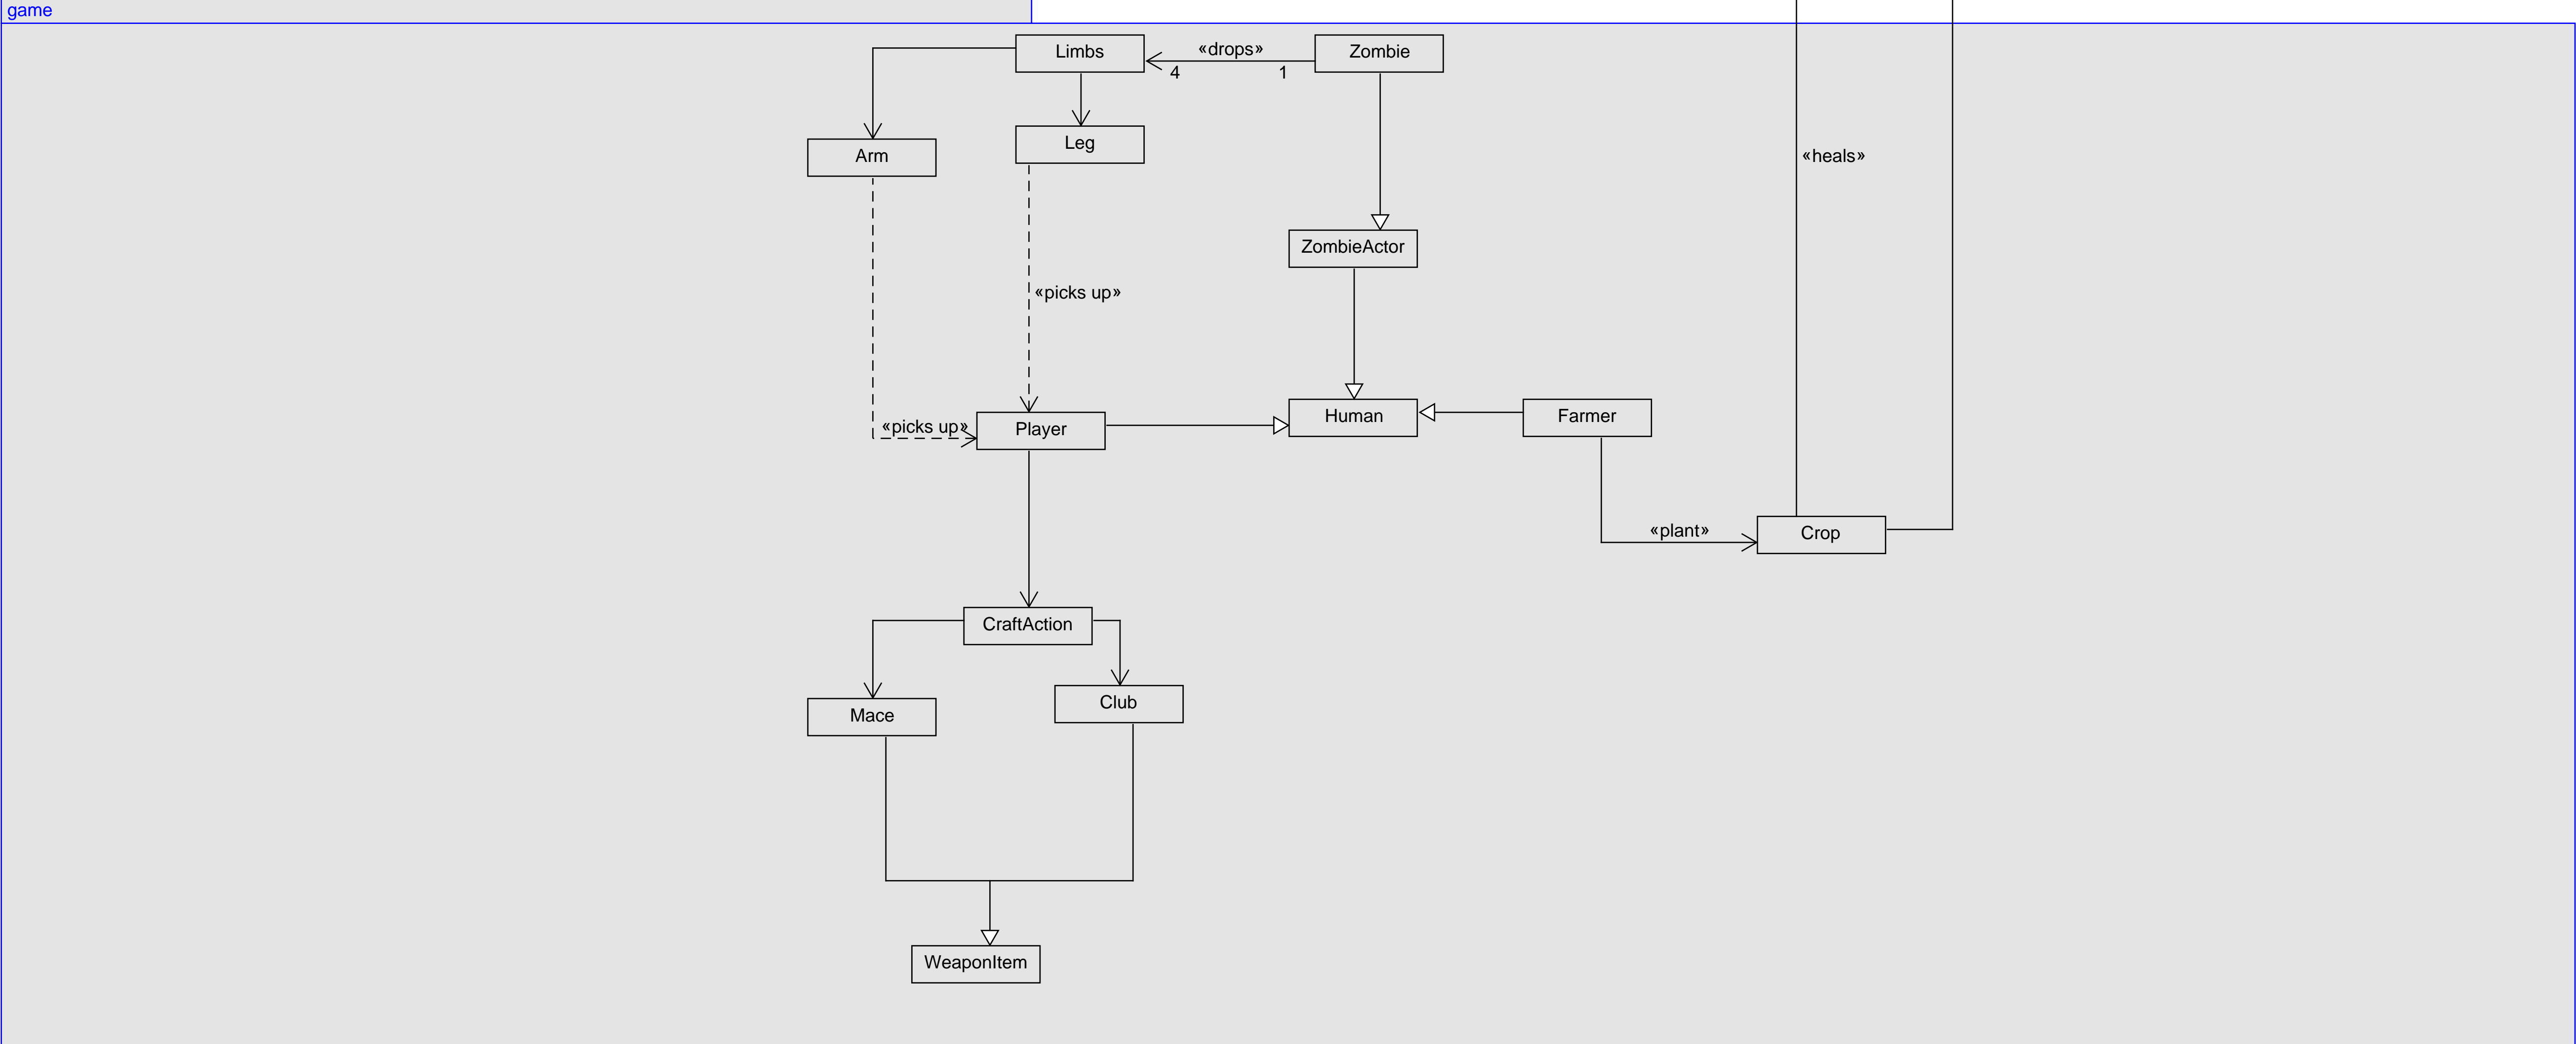 game
Limbs
«drops»
Zombie
4
1
Arm
Leg
«heals»
ZombieActor
«picks up»
«picks up»
Player
Human
Farmer
«plant»
Crop
CraftAction
Mace
Club
WeaponItem